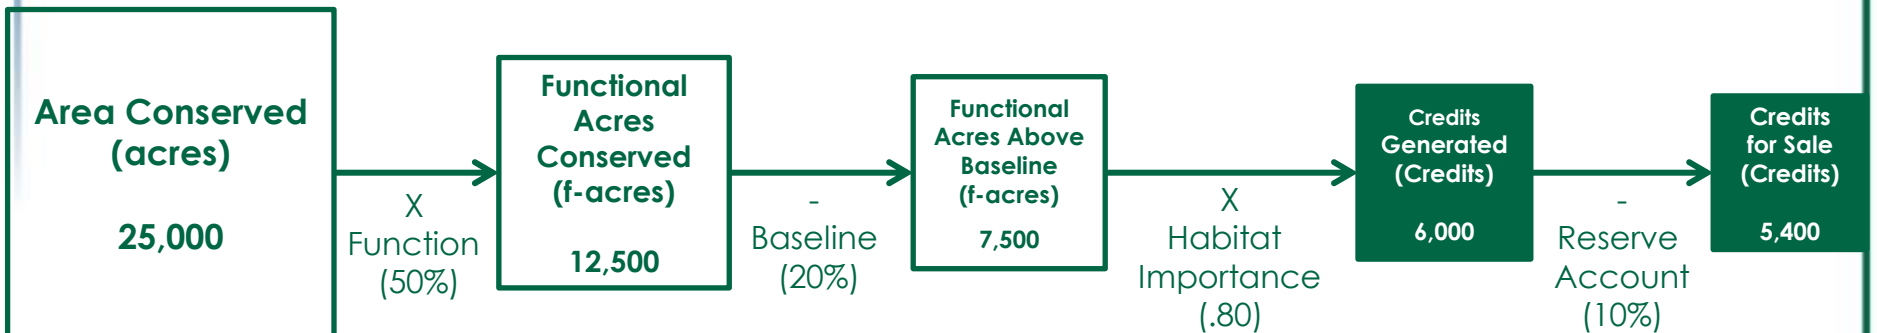 Area Conserved
(acres)
25,000
X
Function
(50%)
Functional
Acres
Conserved
(f-acres)
12,500
-
Baseline
(20%)
Functional
Acres Above
Baseline
(f-acres)
7,500
X
Habitat
Importance
(.80)
Credits
Generated
(Credits)
6,000
-
Reserve
Account
(10%)
Credits
for Sale
(Credits)
5,400